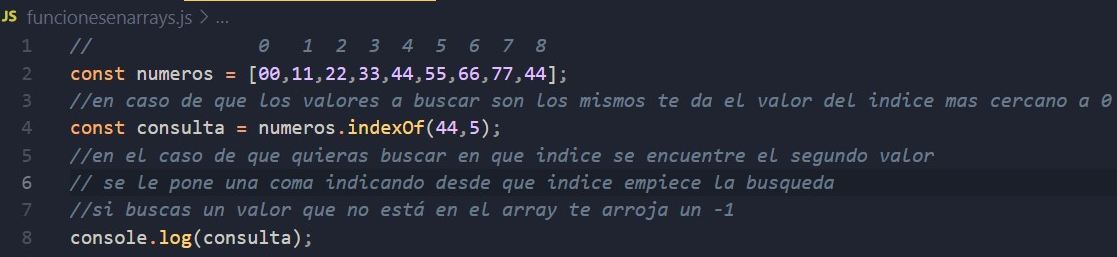 JS funcionesenarrays.js > ...
1 // 0 1 2 3 4 5 6 7 8
2 const numeros = [00,11,22,33,44,55,66,77,44];
3 //en caso de que los valores a buscar son los mismos te da el valor del indice mas cercano a 0
4 const consulta = numeros.indexOf(44,5);
5 //en el caso de que quieras buscar en que indice se encuentre el segundo valor
6 // se le pone una coma indicando desde que indice empiece la busqueda
7 //si buscas un valor que no está en el array te arroja un -1
8 console.log(consulta);